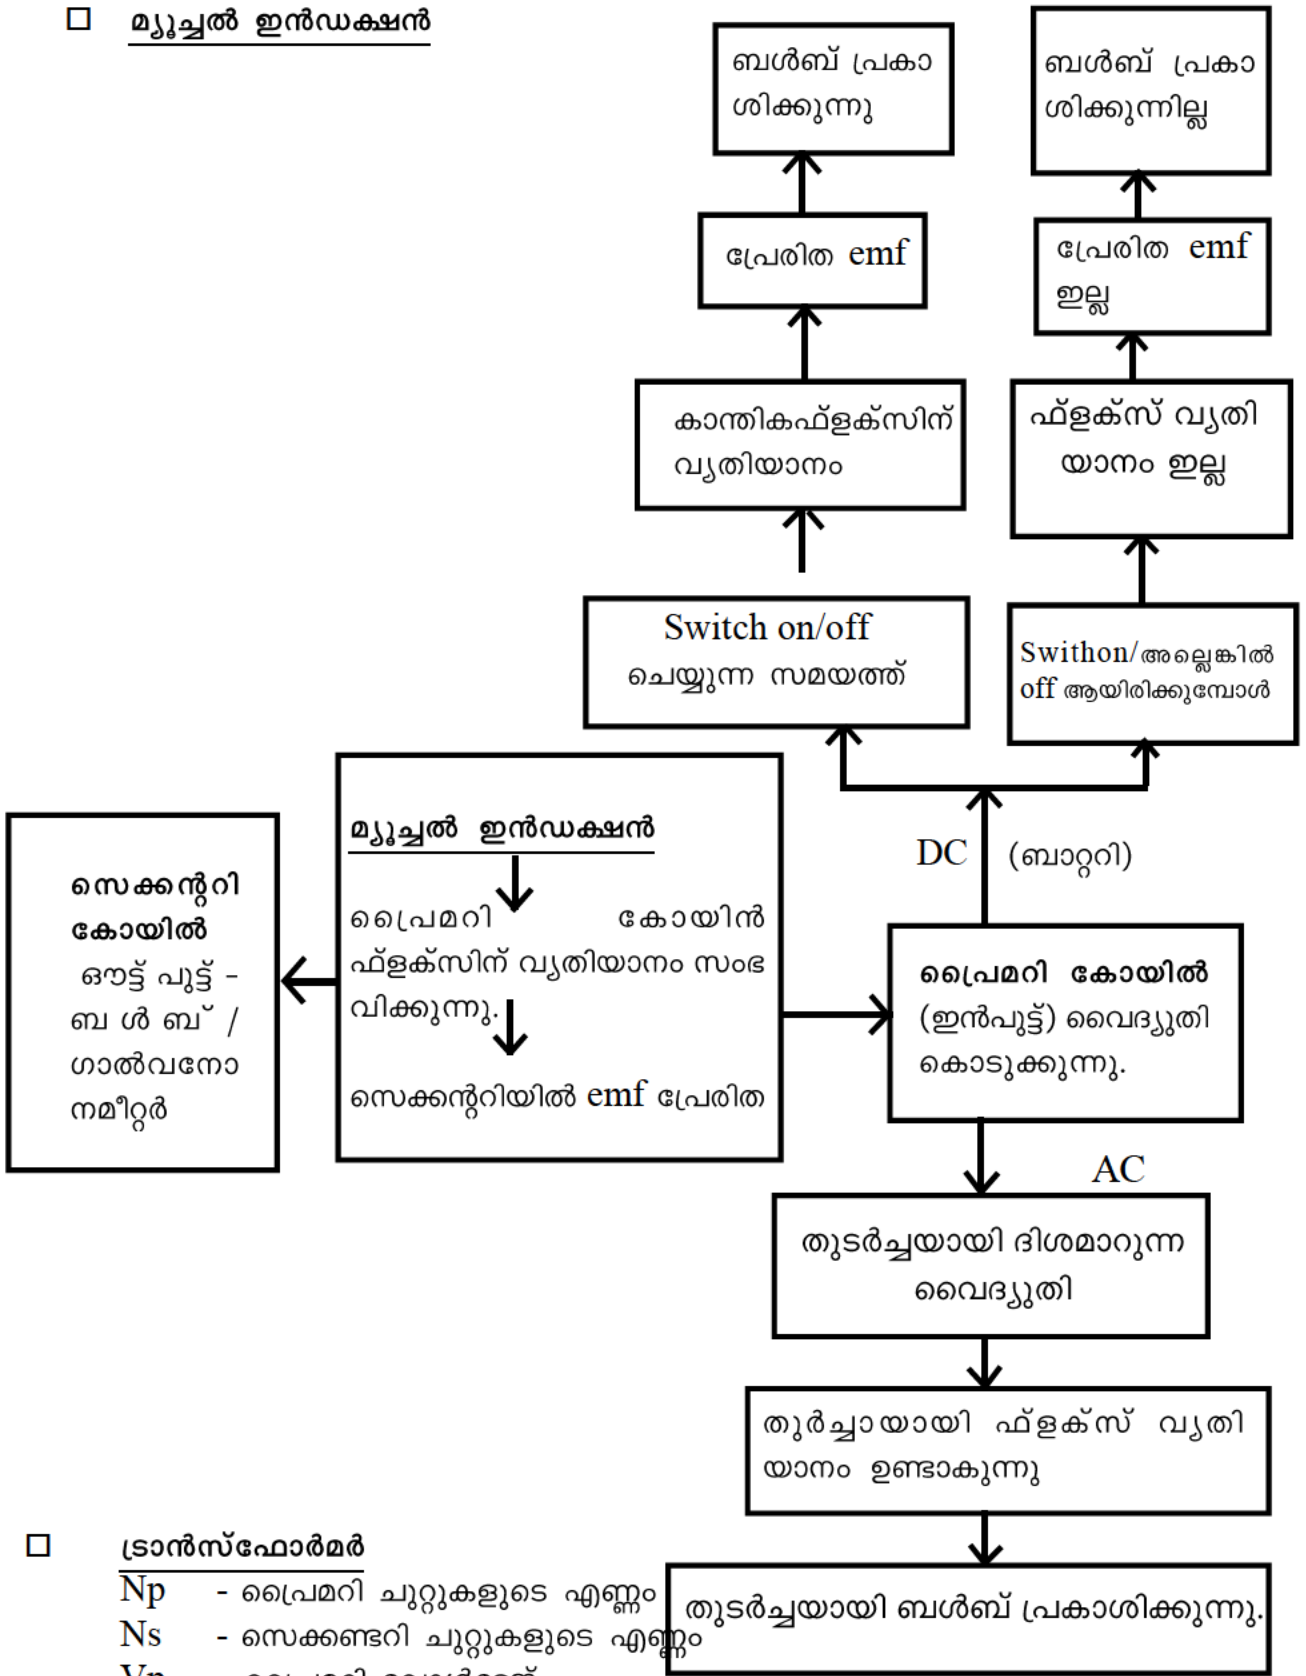 മ്യൂച്ചൽ ഇൻഡക്ഷൻ
ബൾബ് പ്രകാ
ശിക്കുന്നു
ബൾബ് പ്രകാ
ശിക്കുന്നില്ല
പ്രേരിത emf
പ്രേരിത emf
ഇല്ല
കാന്തികഫ്ളക്സിന്
വ്യതിയാനം
ഫ്ളക്സ് വ്യതി
യാനം ഇല്ല
Switch on/off
ചെയ്യുന്ന സമയത്ത്
Swithon/അല്ലെങ്കിൽ
off ആയിരിക്കുമ്പോൾ
DC (ബാറ്ററി)
മ്യൂച്ചൽ ഇൻഡക്ഷൻ
പ്രൈമറി കോയിൻ
ഫ്ളക്സിന് വ്യതിയാനം സംഭ
വിക്കുന്നു.
സെക്കന്ററിയിൽ emf പ്രേരിത
സെക്കന്ററി
കോയിൽ
ഔട്ട് പുട്ട് -
ബ ൾ ബ് /
ഗാൽവനോ
നമീറ്റർ
പ്രൈമറി കോയിൽ
(ഇൻപുട്ട്) വൈദ്യുതി
കൊടുക്കുന്നു.
AC
തുടർച്ചയായി ദിശമാറുന്ന
വൈദ്യുതി
തുർച്ചായായി ഫ്ളക്സ് വ്യതി
യാനം ഉണ്ടാകുന്നു
തുടർച്ചയായി ബൾബ് പ്രകാശിക്കുന്നു.
ട്രാൻസ്ഫോർമർ
Np - പ്രൈമറി ചുറ്റുകളുടെ എണ്ണം
Ns - സെക്കണ്ടറി ചുറ്റുകളുടെ എണ്ണം
Vp - പ്രൈമറി